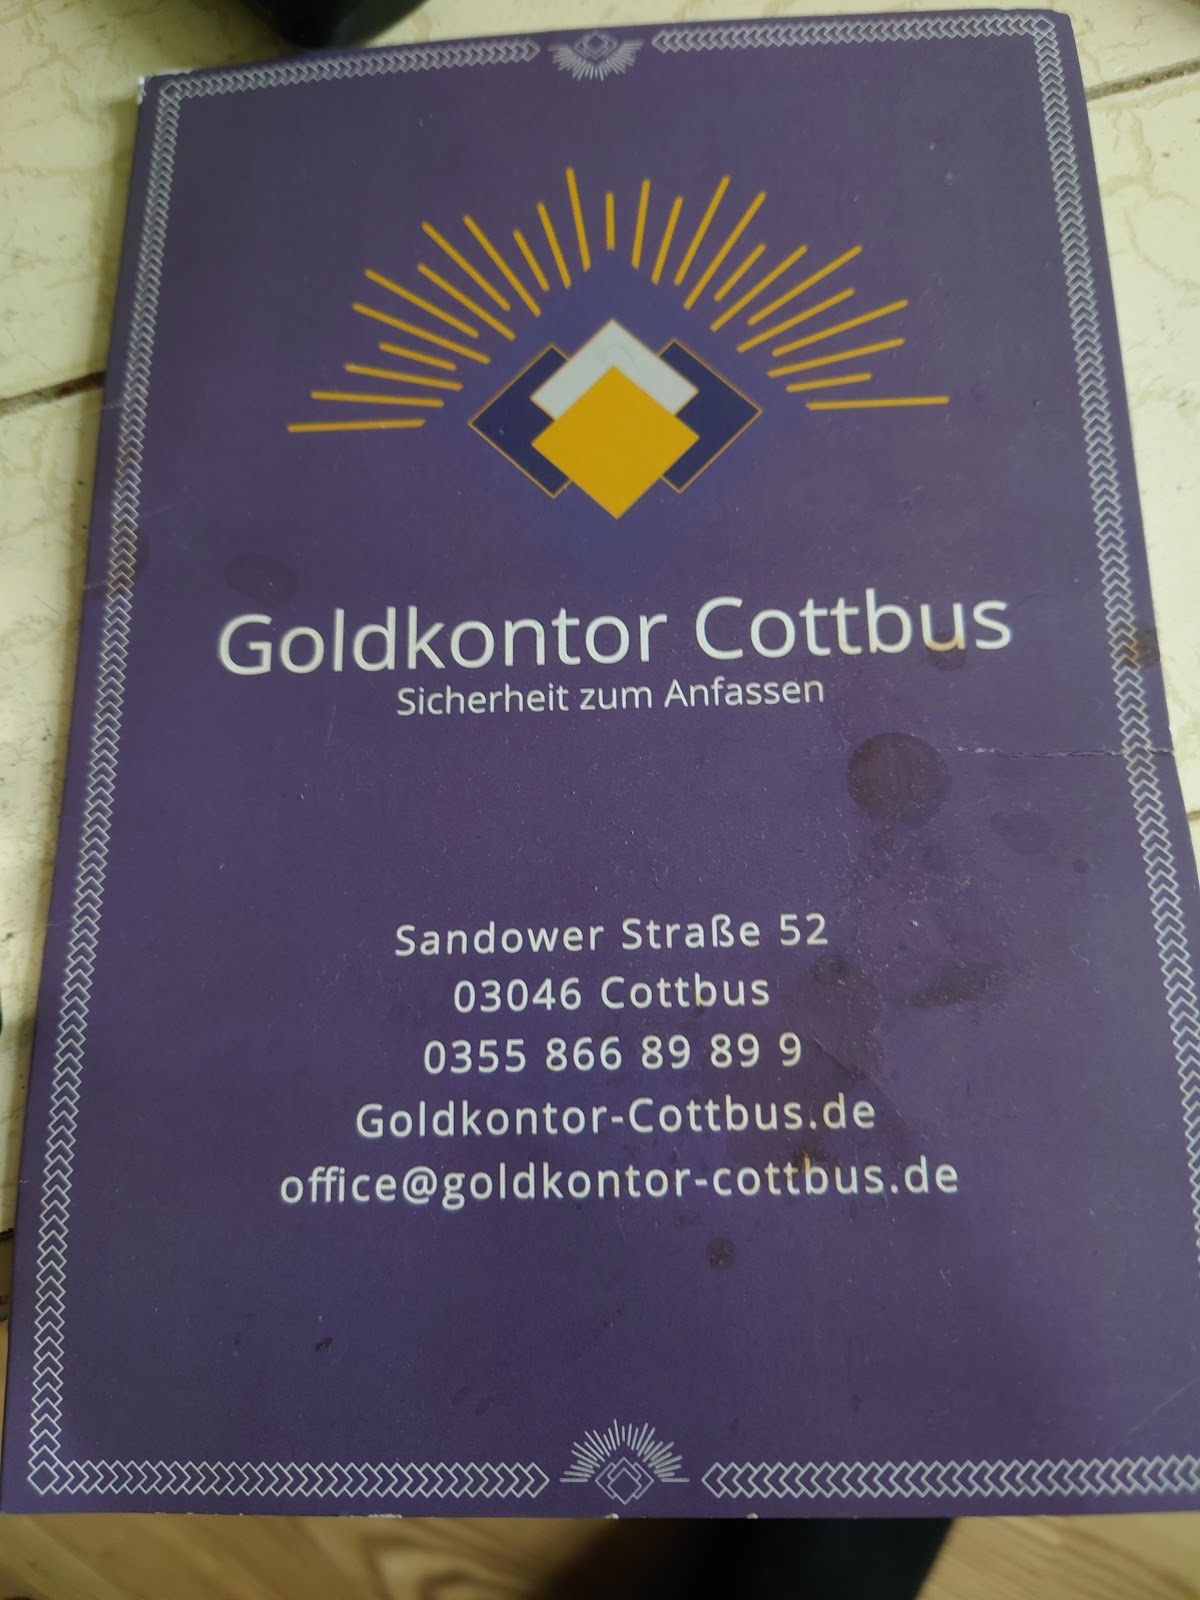 Goldkontor Cottbus
Sicherheit zum Anfassen
Sandower Straße 52
03046 Cottbus
0355 866 89 89 9
Goldkontor-Cottbus.de
office@goldkontor-cottbus.de